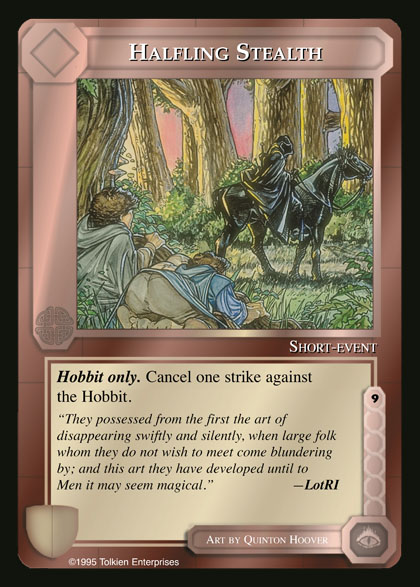 Halfling Stealth
Short-event
Hobbit only. Cancel one strike against
the Hobbit.
9
“They possessed from the first the art of
disappearing swiftly and silently, when large folk
whom they do not wish to meet come blundering
by; and this art they have developed until to
Men it may seem magical.” —LotRI
Art by Quinton Hoover
©1995 Tolkien Enterprises